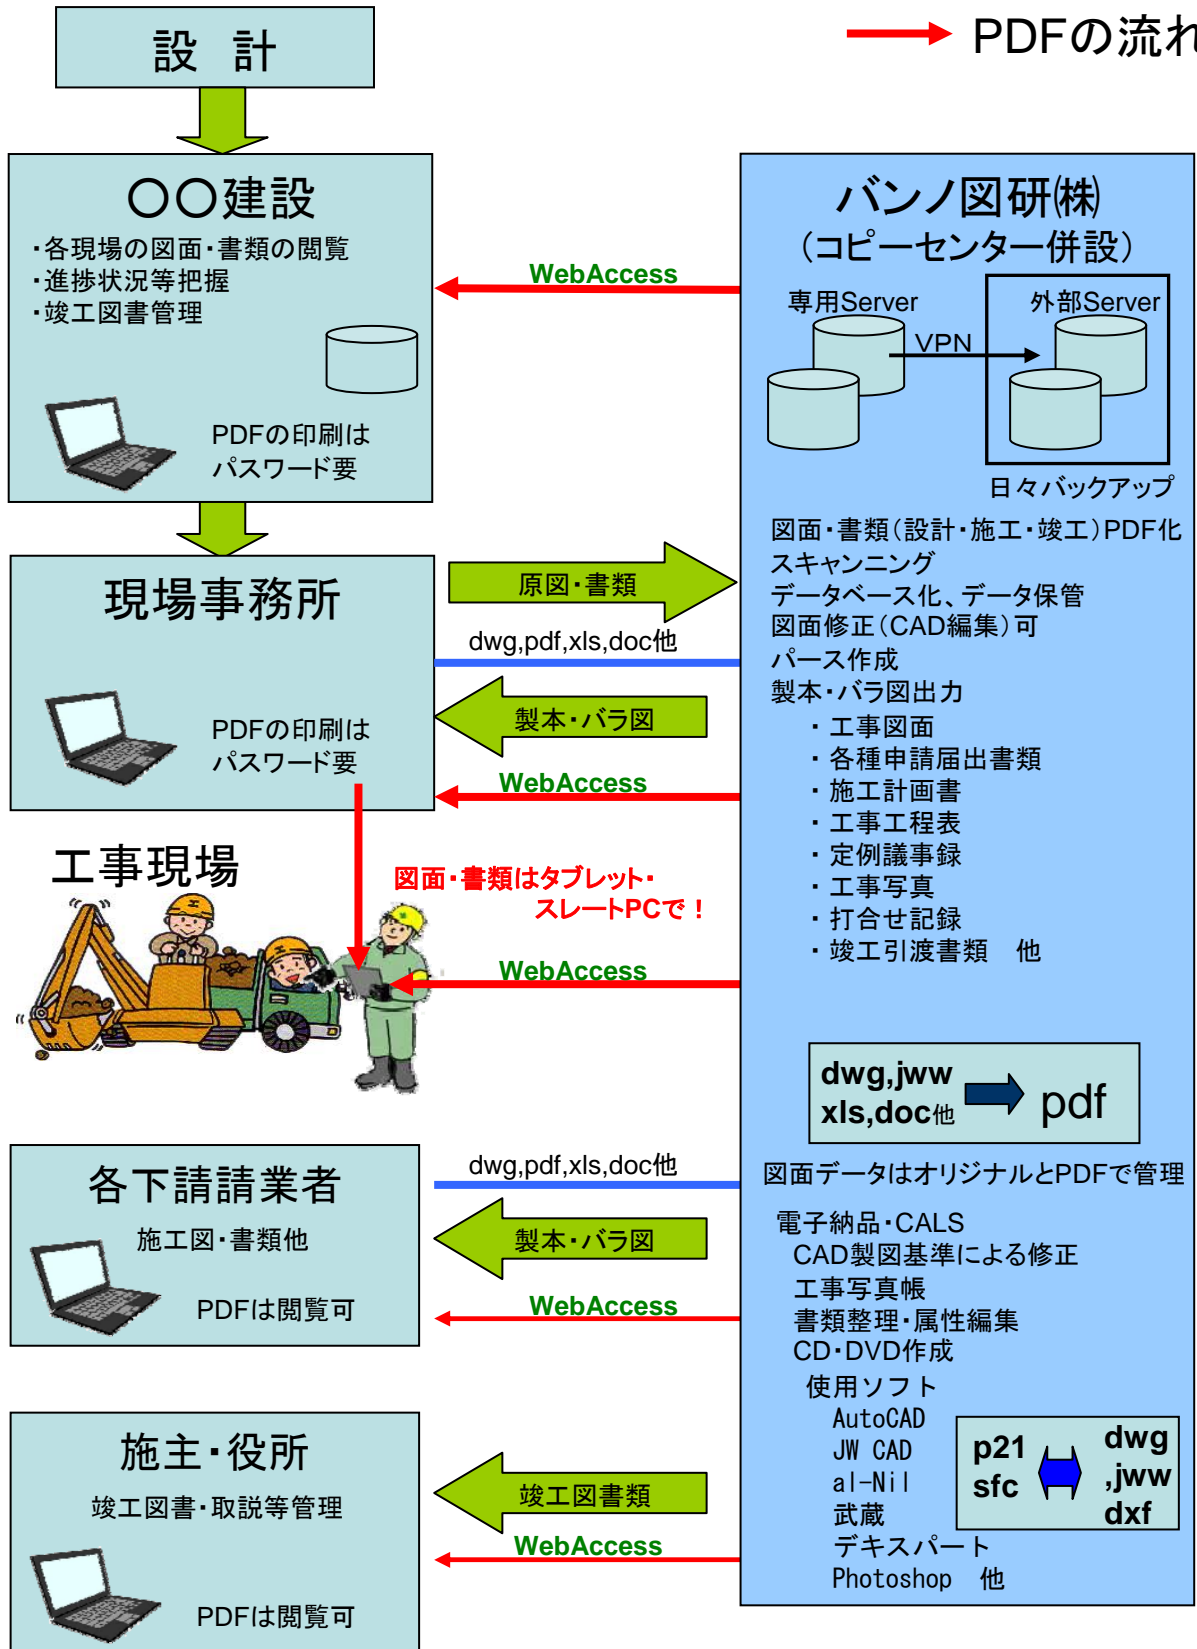 設 計
PDFの流れ
〇〇建設
・各現場の図面・書類の閲覧
・進捗状況等把握
・竣工図書管理
PDFの印刷は
パスワード要
WebAccess
バンノ図研㈱
（コピーセンター併設）
専用Server
外部Server
VPN
日々バックアップ
図面・書類（設計・施工・竣工）PDF化
スキャンニング
データベース化、データ保管
図面修正（CAD編集）可
パース作成
製本・バラ図出力
・ 工事図面
・ 各種申請届出書類
・ 施工計画書
・ 工事工程表
・ 定例議事録
・ 工事写真
・ 打合せ記録
・ 竣工引渡書類　他
現場事務所
PDFの印刷は
パスワード要
原図・書類
dwg,pdf,xls,doc他
製本・バラ図
WebAccess
工事現場
図面・書類はタブレット・
スレートPCで！
WebAccess
工
dwg,jww
xls,doc他
pdf
図面データはオリジナルとPDFで管理
各下請請業者
施工図・書類他
PDFは閲覧可
dwg,pdf,xls,doc他
製本・バラ図
WebAccess
電子納品・CALS
CAD製図基準による修正
工事写真帳
書類整理・属性編集
CD・DVD作成
使用ソフト
AutoCAD
JW CAD
al-Nil
武蔵
デキスパート
Photoshop　他
p21
sfc
dwg
,jww
dxf
施主・役所
竣工図書・取説等管理
PDFは閲覧可
竣工図書類
WebAccess